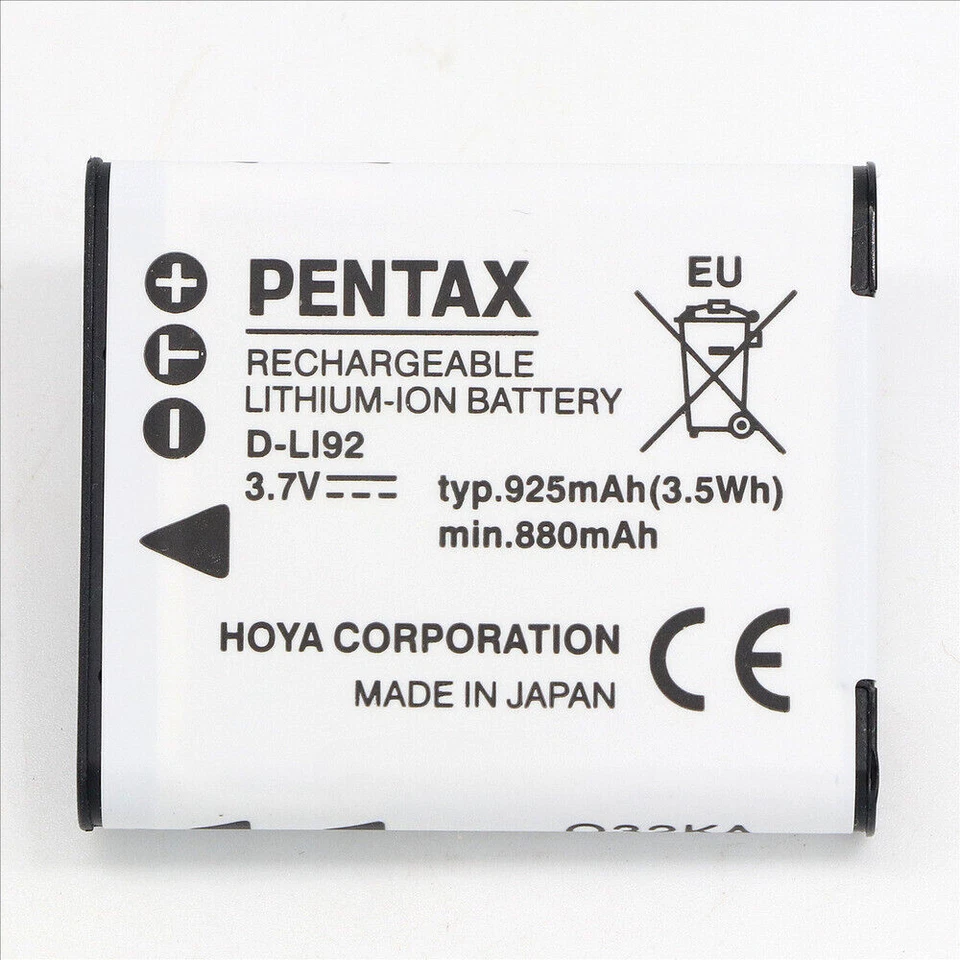 PENTAX
EU
RECHARGEABLE
LITHIUM-ION BATTERY
D-LI92
3.7V
typ.925mAh(3.5Wh)
min.880mAh
HOYA CORPORATION
CE
MADE IN JAPAN